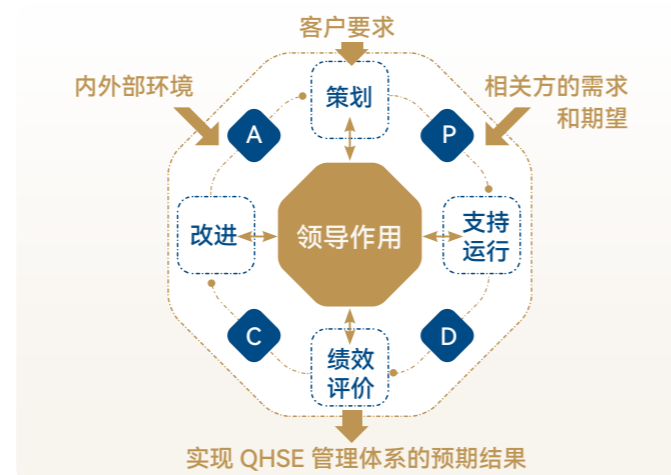 客户要求
内外部环境
相关方的需求
和期望
策划
A
P
改进
领导作用
支持
运行
C
D
绩效
评价
实现 QHSE 管理体系的预期结果